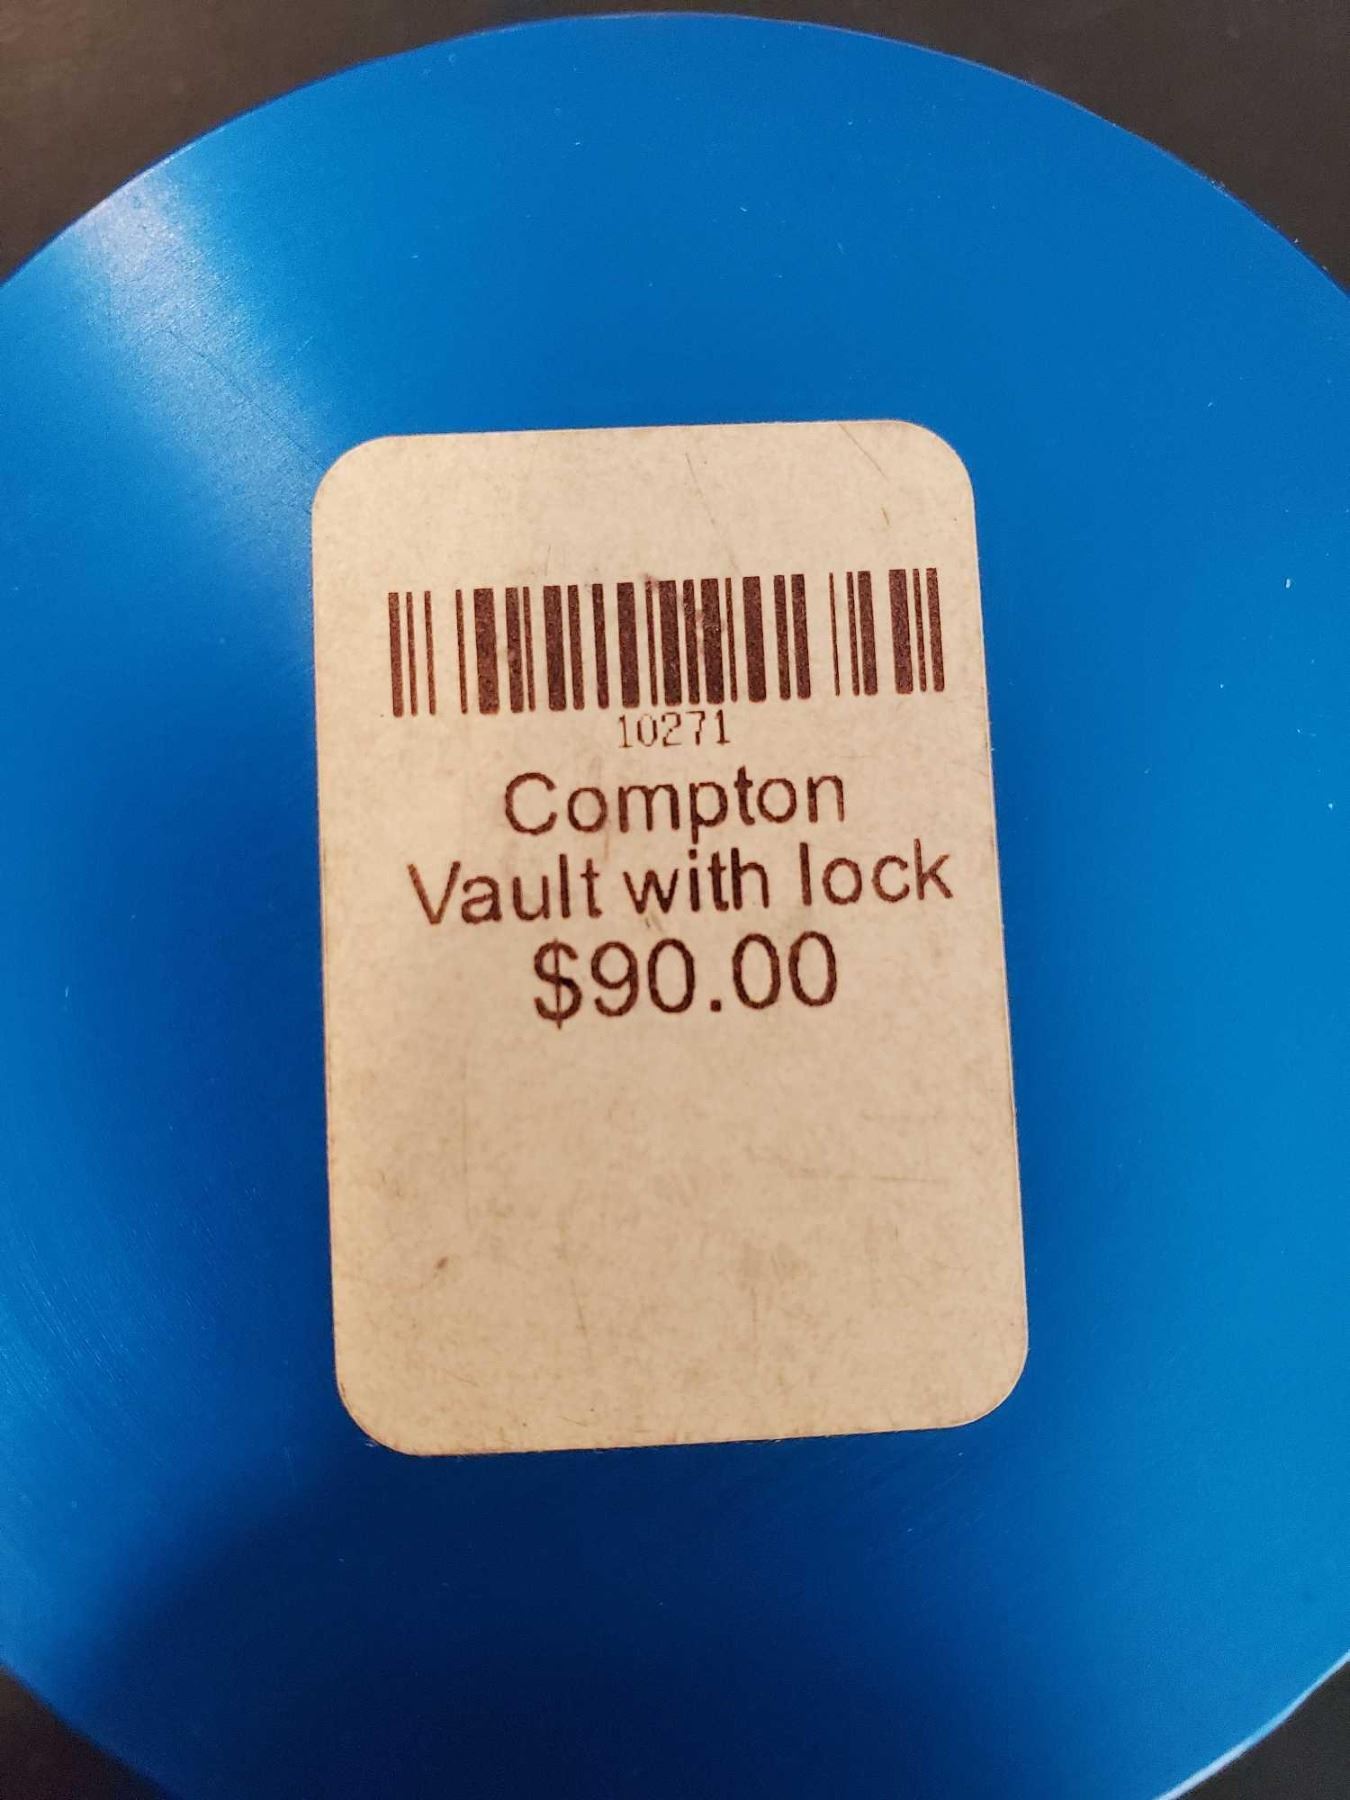 10271
Compton
Vault with lock
$90.00